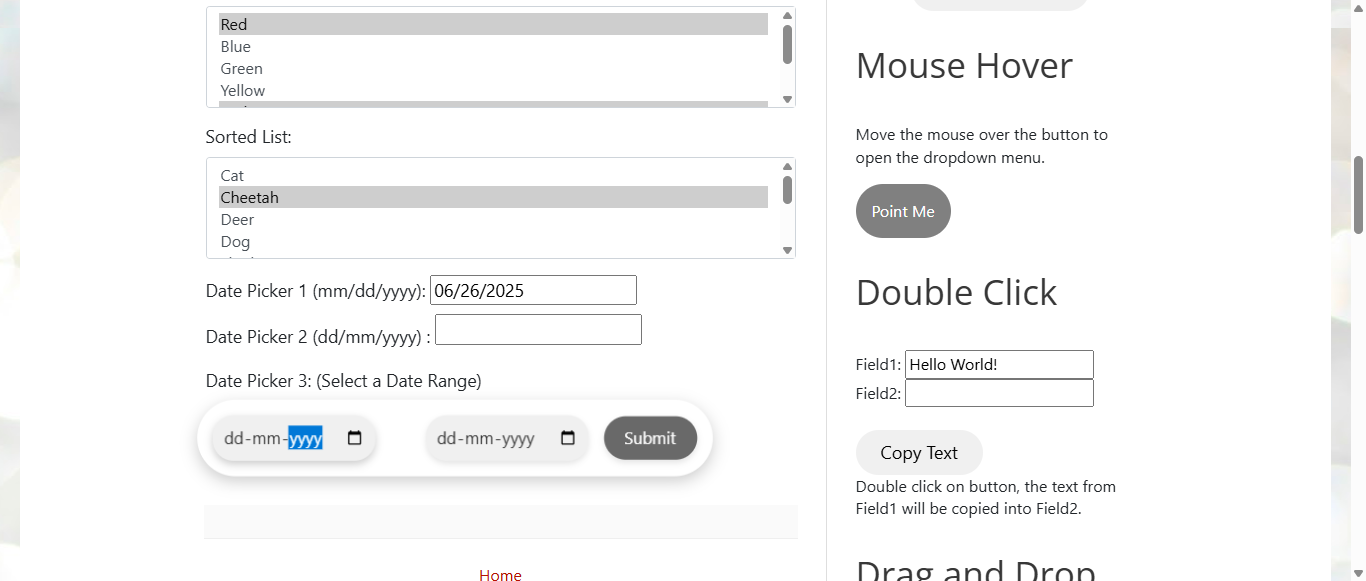 Red
Blue
Green
Yellow
Sorted List:
Cat
Cheetah
Deer
Dog
Date Picker 1 (mm/dd/yyyy): 06/26/2025
Date Picker 2 (dd/mm/yyyy) :
Date Picker 3: (Select a Date Range)
dd-mm-yyyy dd-mm-yyyy Submit
Home
Mouse Hover
Move the mouse over the button to
open the dropdown menu.
Point Me
Double Click
Field1: Hello World!
Field2:
Copy Text
Double click on button, the text from
Field1 will be copied into Field2.
Drag and Drop